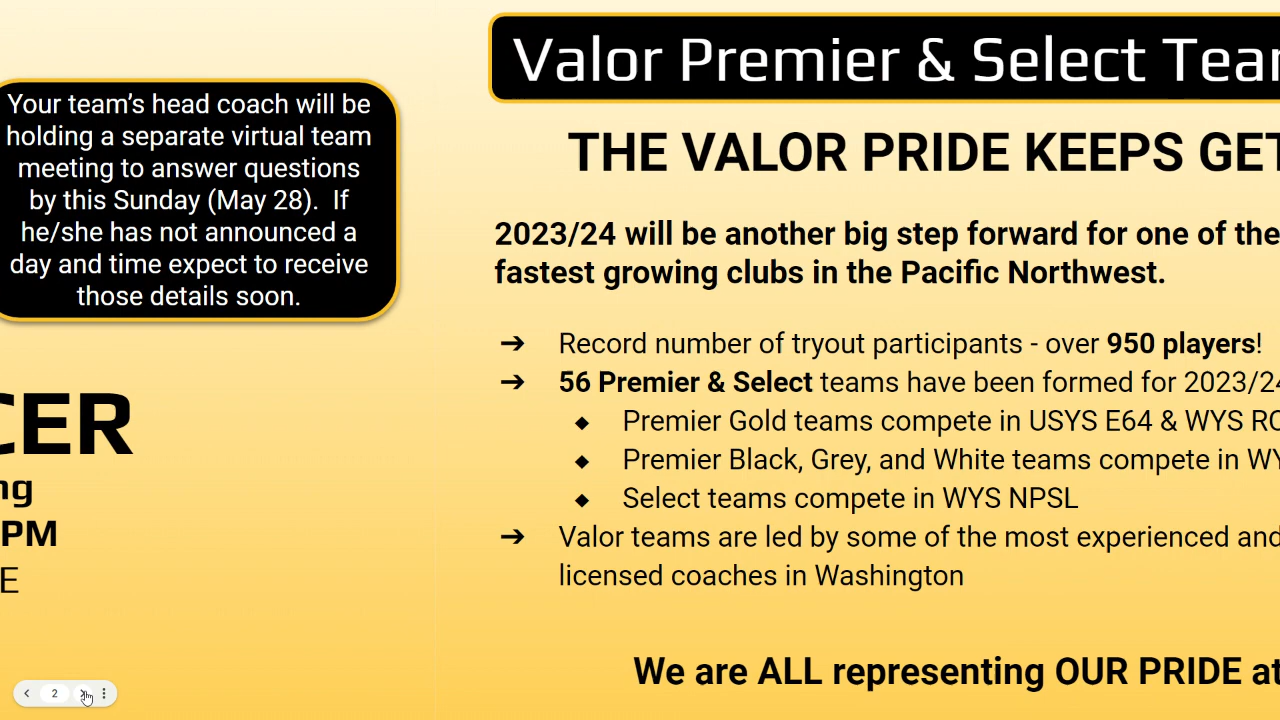 Your team's head coach will be
holding a separate virtual team
meeting to answer questions
by this Sunday (May 28).  If
he/she has not announced a
day and time expect to receive
those details soon.
CER
ng
PM
E
2
Valor Premier & Select Tear
THE VALOR PRIDE KEEPS GET
2023/24 will be another big step forward for one of the
fastest growing clubs in the Pacific Northwest.
➔ Record number of tryout participants - over 950 players!
➔ 56 Premier & Select teams have been formed for 2023/24
◆ Premier Gold teams compete in USYS E64 & WYS RC
◆ Premier Black, Grey, and White teams compete in WY
◆ Select teams compete in WYS NPSL
➔ Valor teams are led by some of the most experienced and
licensed coaches in Washington
We are ALL representing OUR PRIDE at